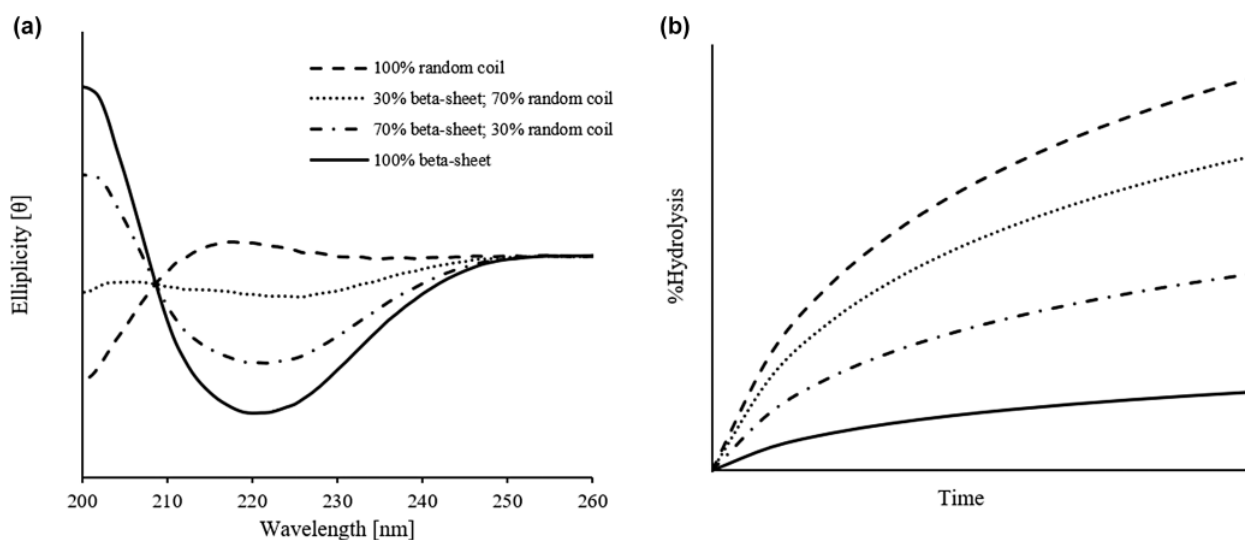 (a)
100% random coil
30% beta-sheet; 70% random coil
70% beta-sheet; 30% random coil
100% beta-sheet
Elliplicity [θ]
200 210 220 230 240 250 260
Wavelength [nm]
(b)
%Hydrolysis
Time